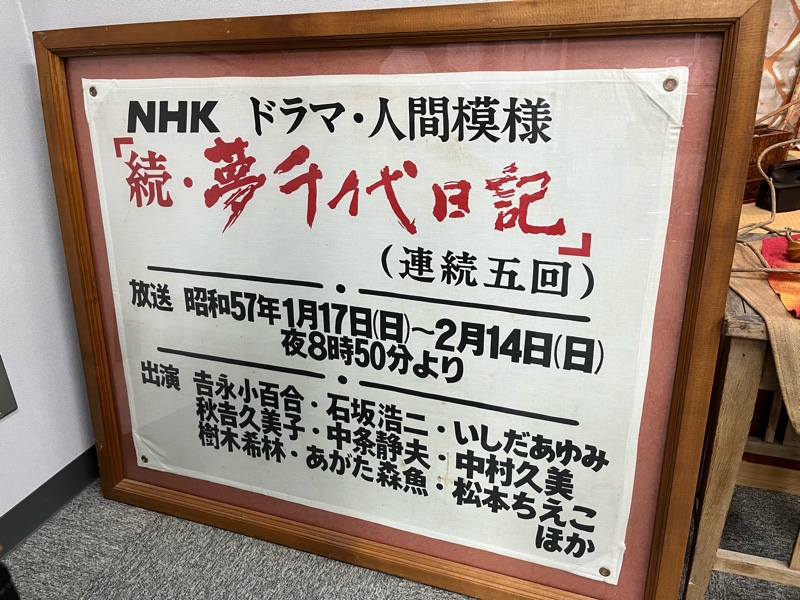 NHK ドラマ・人間模様
「続・夢千代日記」
(連続五回)
放送 昭和57年1月17日(日)～2月14日(日)
夜8時50分より
出演 吉永小百合・石坂浩二・いしだあゆみ
秋吉久美子・中条静夫・中村久美
樹木希林・あがた森魚・松本ちえこ
ほか